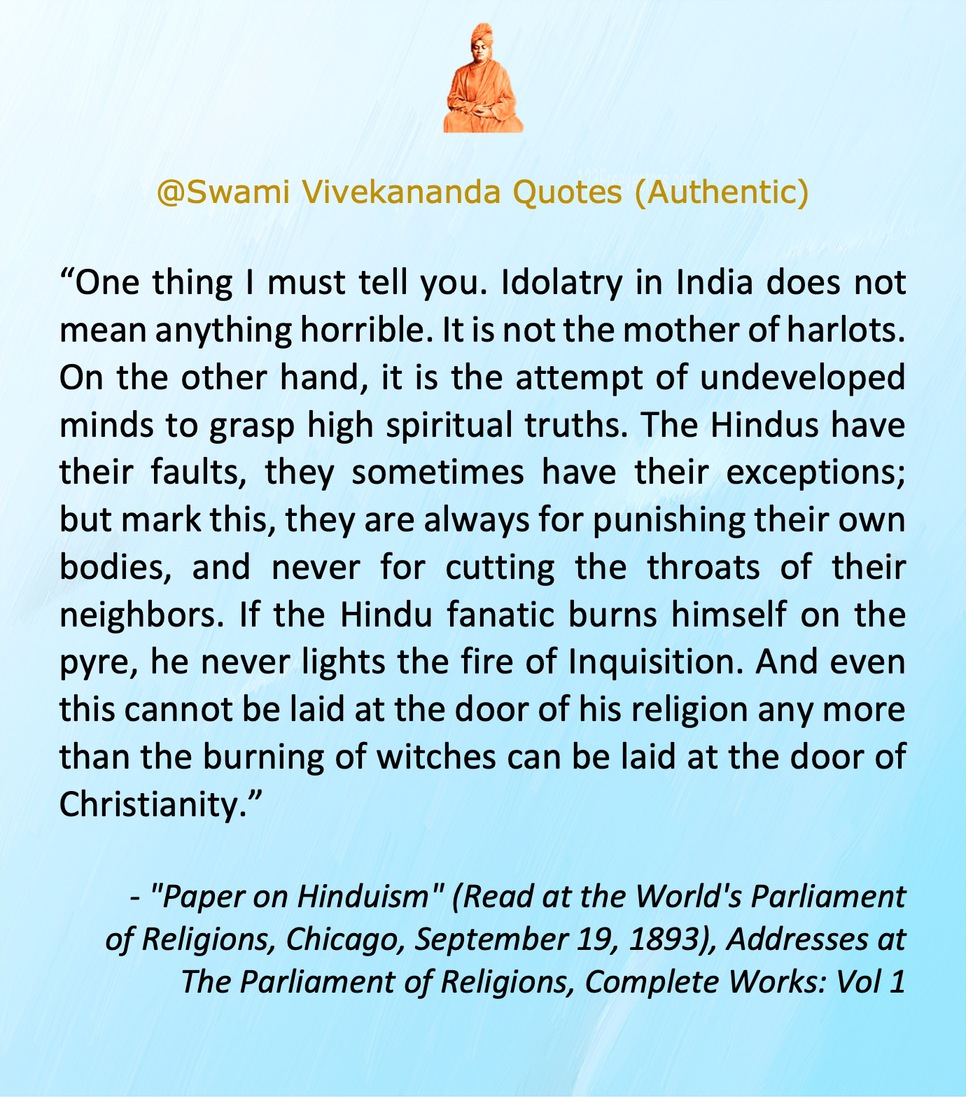 @Swami Vivekananda Quotes (Authentic)
“One thing I must tell you. Idolatry in India does not
mean anything horrible. It is not the mother of harlots.
On the other hand, it is the attempt of undeveloped
minds to grasp high spiritual truths. The Hindus have
their faults, they sometimes have their exceptions;
but mark this, they are always for punishing their own
bodies, and never for cutting the throats of their
neighbors. If the Hindu fanatic burns himself on the
pyre, he never lights the fire of Inquisition. And even
this cannot be laid at the door of his religion any more
than the burning of witches can be laid at the door of
Christianity.”
- "Paper on Hinduism" (Read at the World's Parliament
of Religions, Chicago, September 19, 1893), Addresses at
The Parliament of Religions, Complete Works: Vol 1